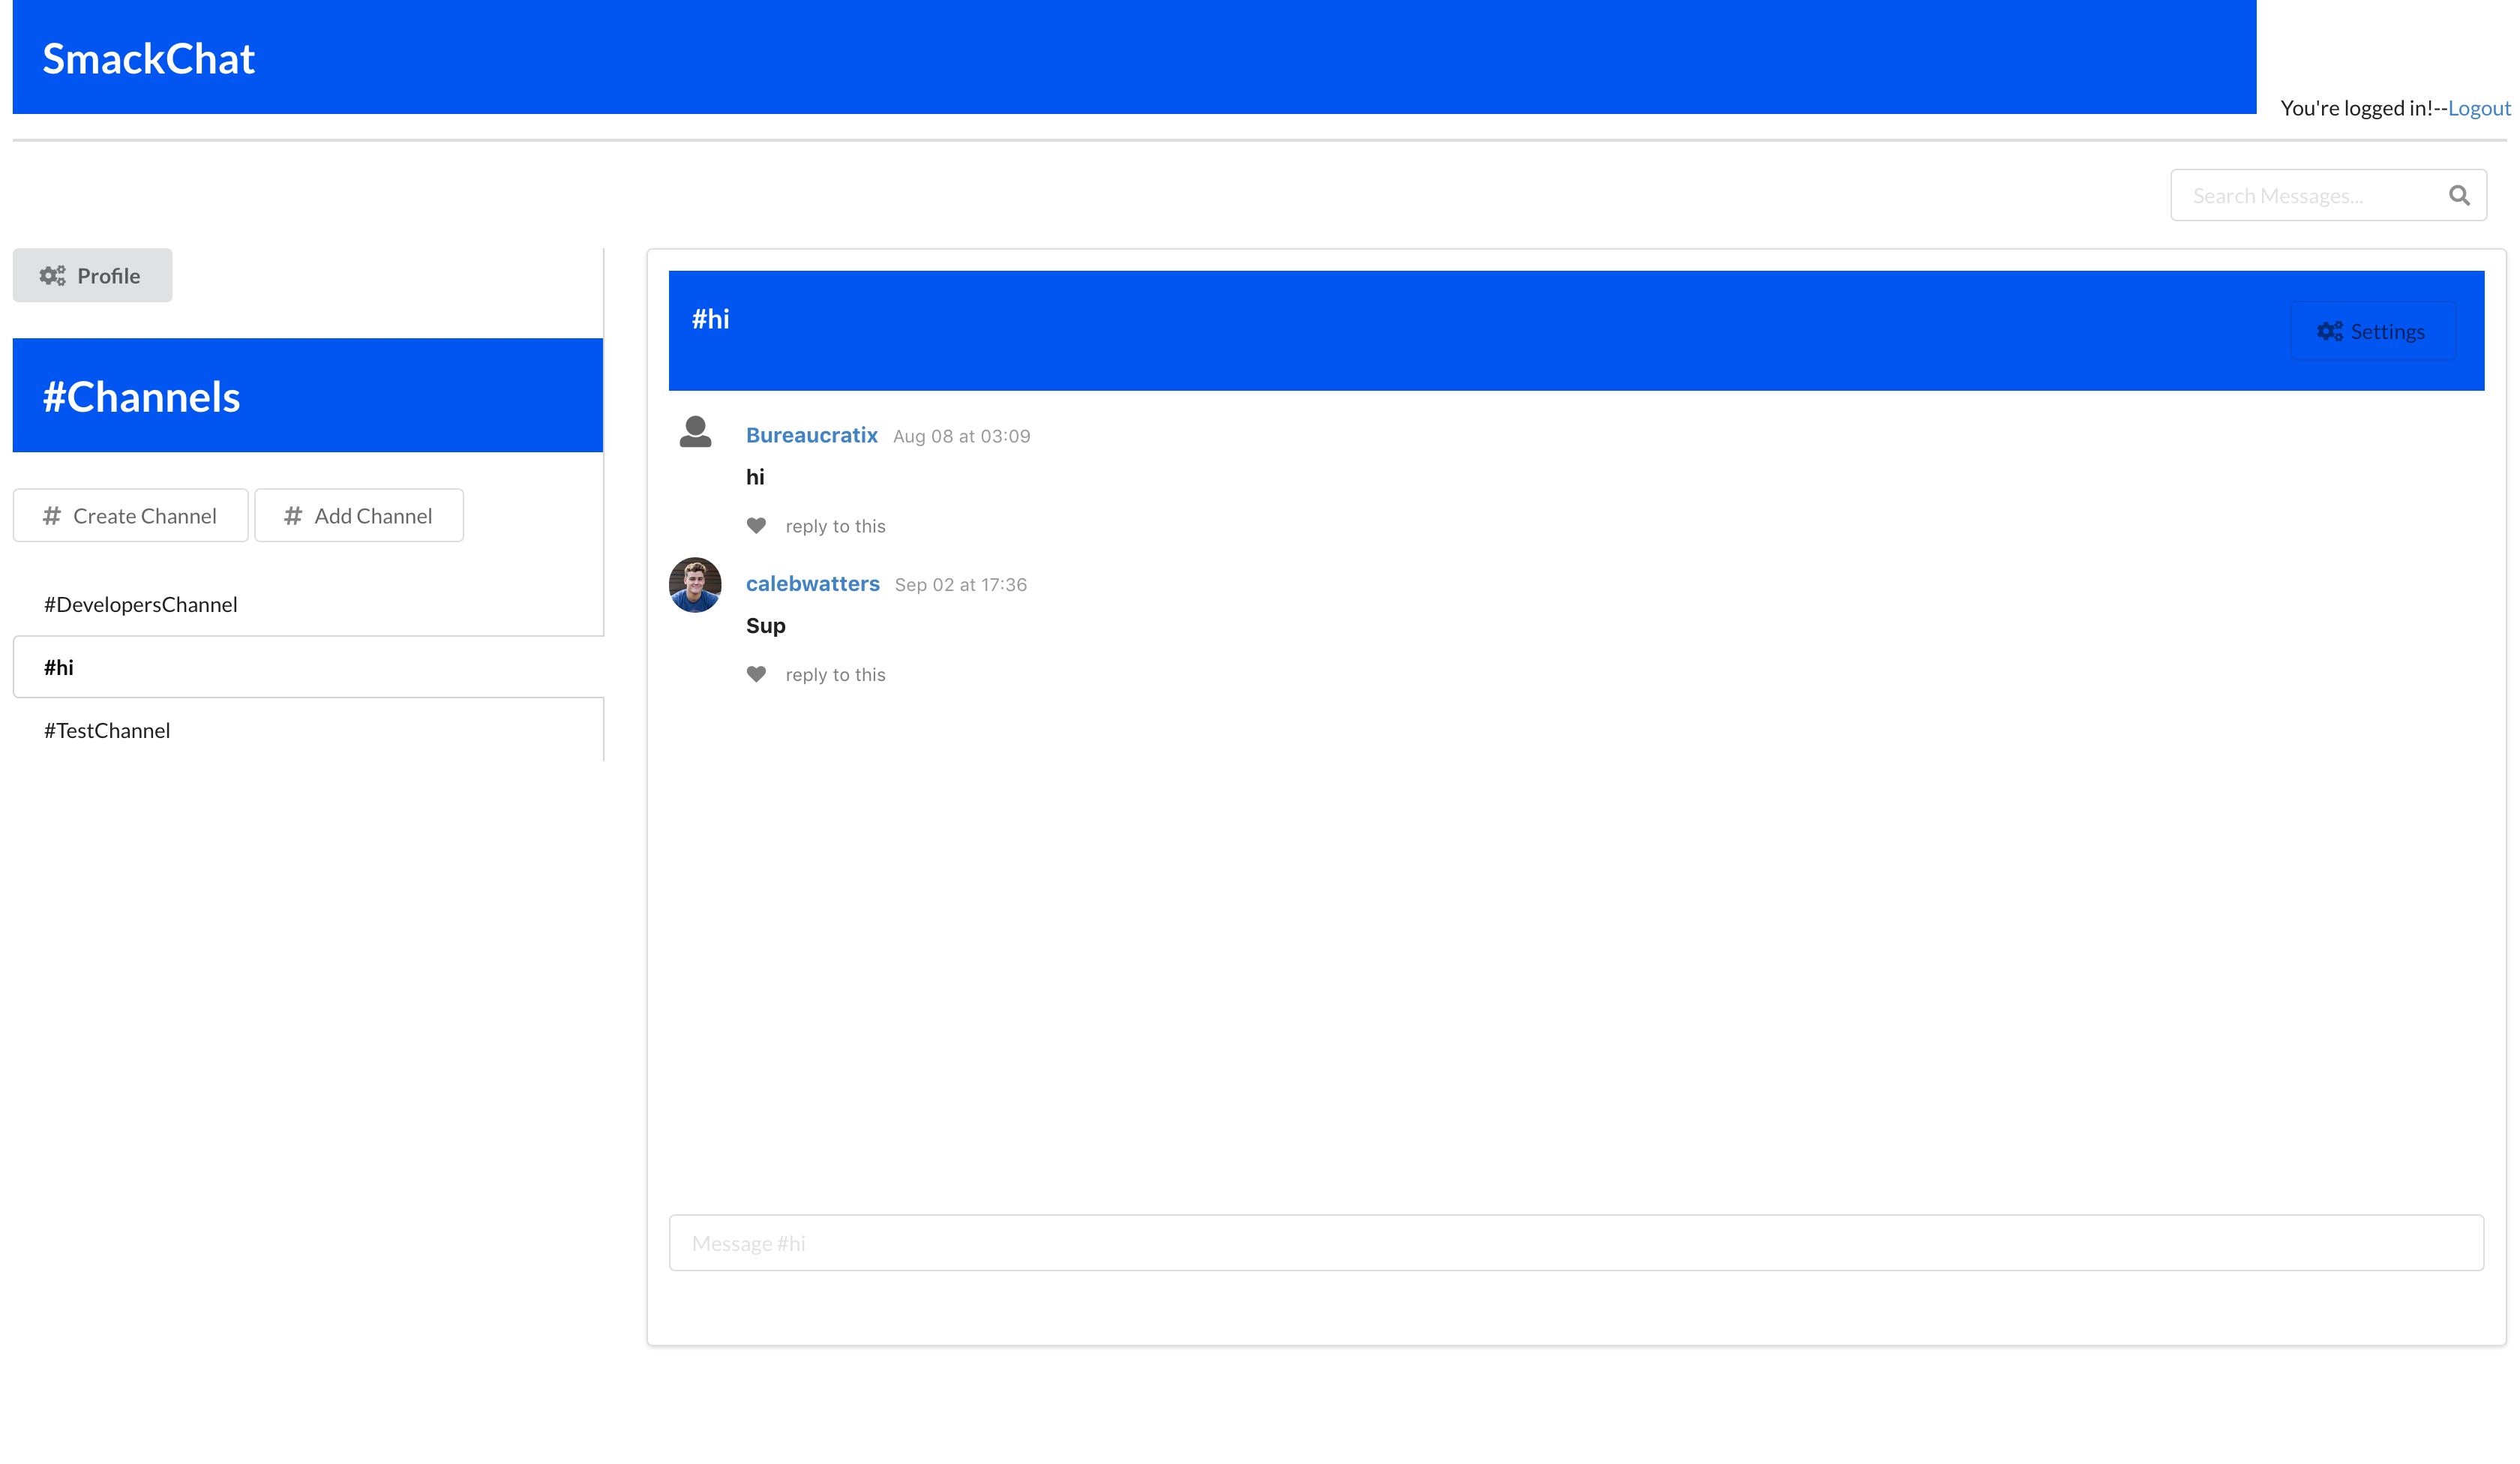 SmackChat
You're logged in!--Logout
Search Messages...
Profile
#Channels
# Create Channel
# Add Channel
#DevelopersChannel
#hi
#TestChannel
#hi
Settings
Bureaucratix Aug 08 at 03:09
hi
reply to this
calebwatters Sep 02 at 17:36
Sup
reply to this
Message #hi